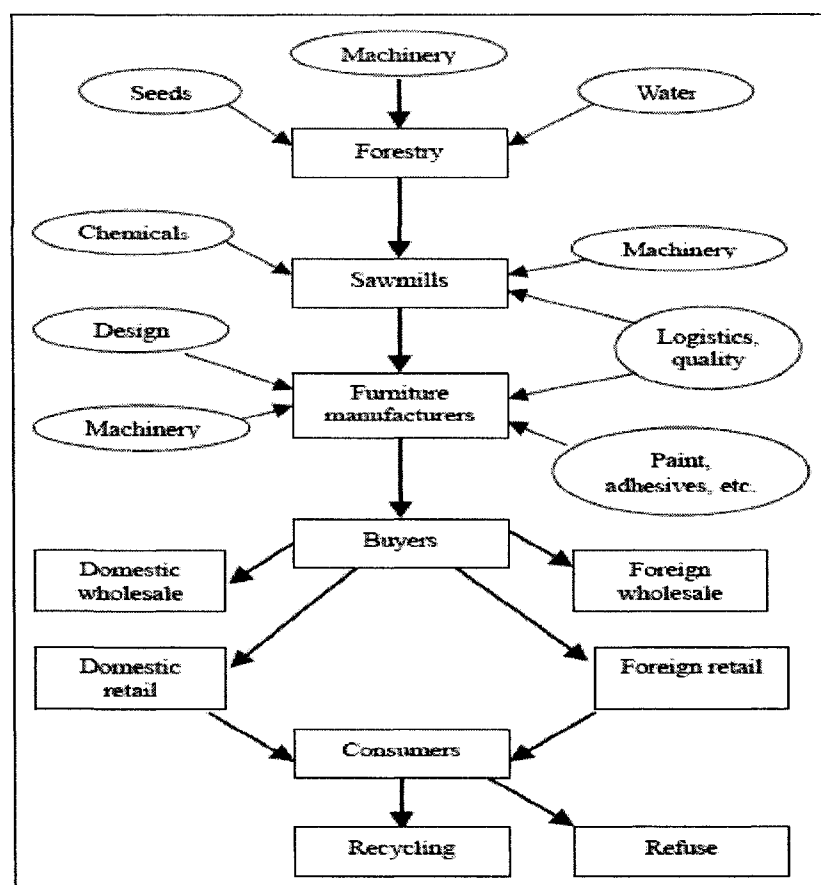 Machinery
Seeds
Water
Forestry
Chemicals
Machinery
Sawmills
Design
Logistics,
quality
Furniture
manufacturers
Machinery
Paint,
adhesives, etc.
Buyers
Domestic
wholesale
Foreign
wholesale
Domestic
retail
Foreign retail
Consumers
Recycling
Refuse